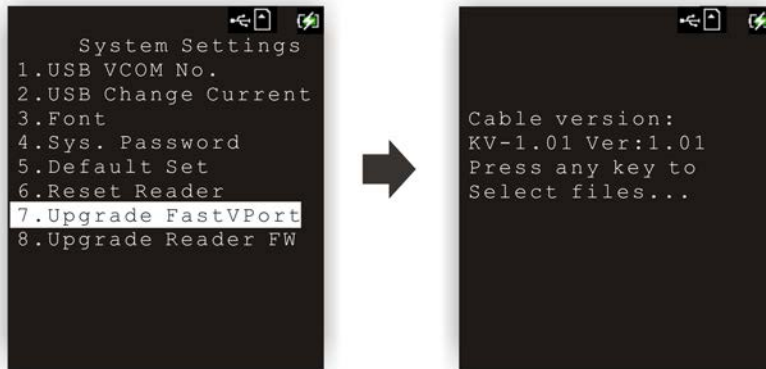 System Settings
1.USB VCOM No.
2.USB Change Current
3.Font
4.Sys. Password
5.Default Set
6.Reset Reader
7.Upgrade FastVPort
8.Upgrade Reader FW
Cable version:
KV-1.01 Ver:1.01
Press any key to
Select files...